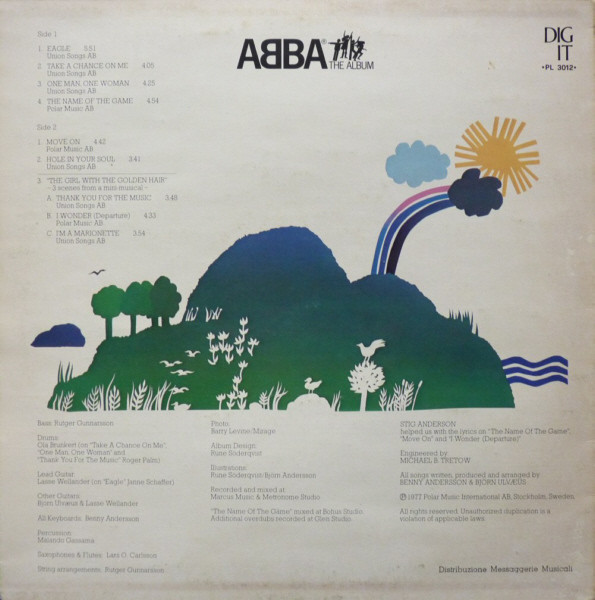 Side 1
1. EAGLE 5.51
Union Songs AB
2. TAKE A CHANCE ON ME 4.05
Union Songs AB
3. ONE MAN, ONE WOMAN 4.25
Union Songs AB
4. THE NAME OF THE GAME 4.54
Polar Music AB
Side 2
1. MOVE ON 4.42
Polar Music AB
2. HOLE IN YOUR SOUL 3.41
Union Songs AB
3. "THE GIRL WITH THE GOLDEN HAIR"
– 3 scenes from a mini-musical –
A. THANK YOU FOR THE MUSIC 3.48
Union Songs AB
B. I WONDER (Departure) 4.33
Polar Music AB
C. I'M A MARIONETTE 3.54
Union Songs AB
ABBA®
THE ALBUM
DIG
IT
•PL 3012•
Bass: Rutger Gunnarsson
Drums:
Ola Brunkert (on "Take A Chance On Me",
"One Man, One Woman" and
"Thank You For The Music" Roger Palm)
Lead Guitar:
Lasse Wellander (on "Eagle" Janne Schaffer)
Other Guitars:
Björn Ulvæus & Lasse Wellander
All Keyboards: Benny Andersson
Percussion:
Malando Gassama
Saxophones & Flutes: Lars O. Carlsson
String arrangements: Rutger Gunnarsson
Photo:
Barry Levine/Mirage
Album Design:
Rune Söderqvist
Illustrations:
Rune Söderqvist/Björn Andersson
Recorded and mixed at
Marcus Music & Metronome Studio
"The Name Of The Game" mixed at Bohus Studio
Additional overdubs recorded at Glen Studio.
STIG ANDERSON
helped us with the lyrics on "The Name Of The Game",
"Move On" and "I Wonder (Departure)"
Engineered by
MICHAEL B. TRETOW
All songs written, produced and arranged by
BENNY ANDERSSON & BJÖRN ULVÆUS
℗ 1977 Polar Music International AB, Stockholm, Sweden.
All rights reserved. Unauthorized duplication is a
violation of applicable laws.
Distribuzione Messaggerie Musicali